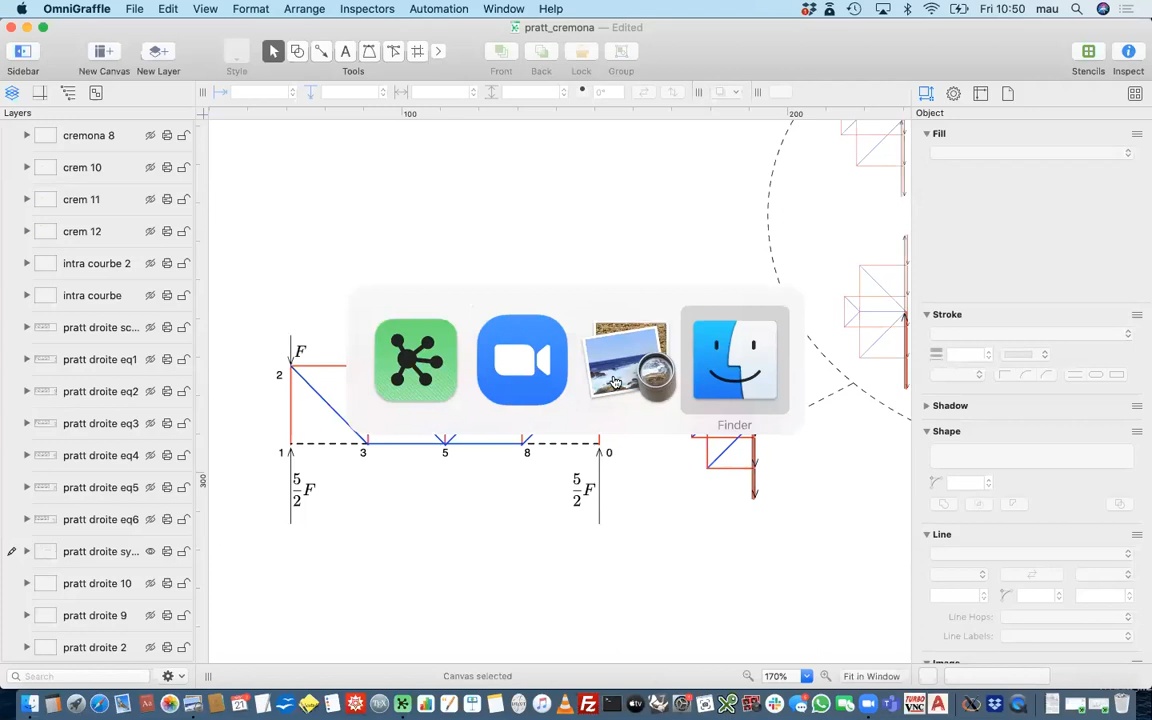 OmniGraffle File Edit View Format Arrange Inspectors Automation Window Help Fri 10:50 mau
pratt_cremona — Edited
Sidebar New Canvas New Layer Style Tools Front Back Lock Group Stencils Inspect
0°
Layers Object
100 200
cremona 8
Fill
crem 10
crem 11
crem 12
intra courbe 2
intra courbe
Stroke
pratt droite sc...
pratt droite eq1
F
2
pratt droite eq2
Shadow
pratt droite eq3
Finder
Shape
pratt droite eq4
1 3 5 8 0
300
pratt droite eq5
5/2 F 5/2 F
pratt droite eq6
Line
pratt droite sy...
pratt droite 10
pratt droite 9
Line Hops:
Line Labels:
pratt droite 2
Image
Search Canvas selected 170% Fit in Window